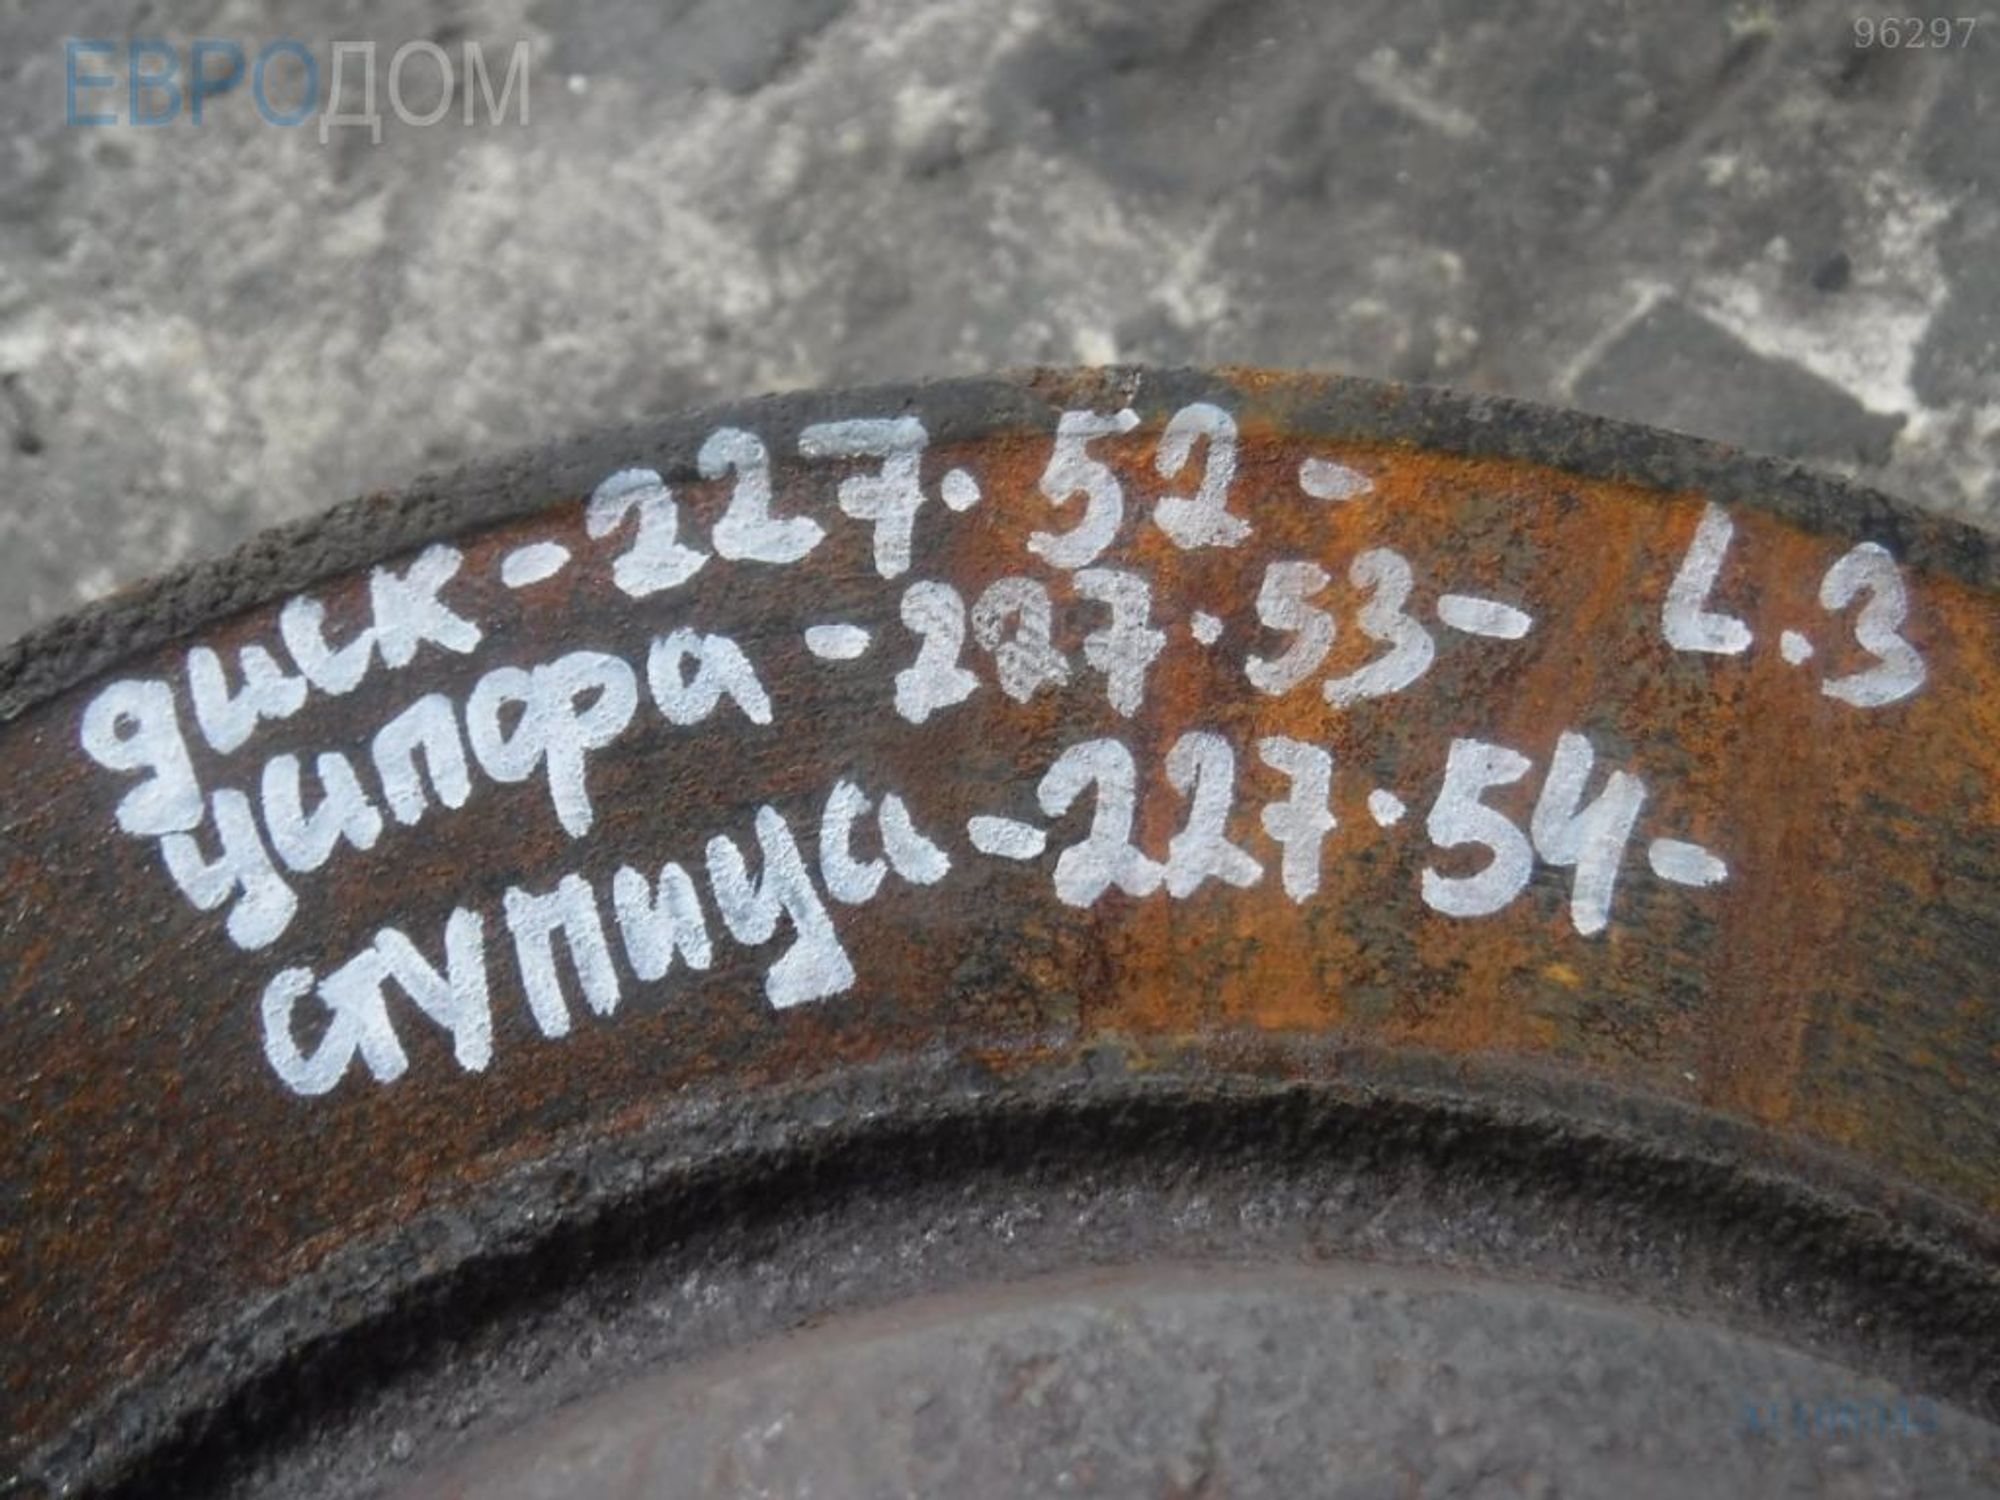 ЕВРОДОМ
96297
диск - 227.52 -
цапфа - 227.53 - L.3
ступица - 227.54 -